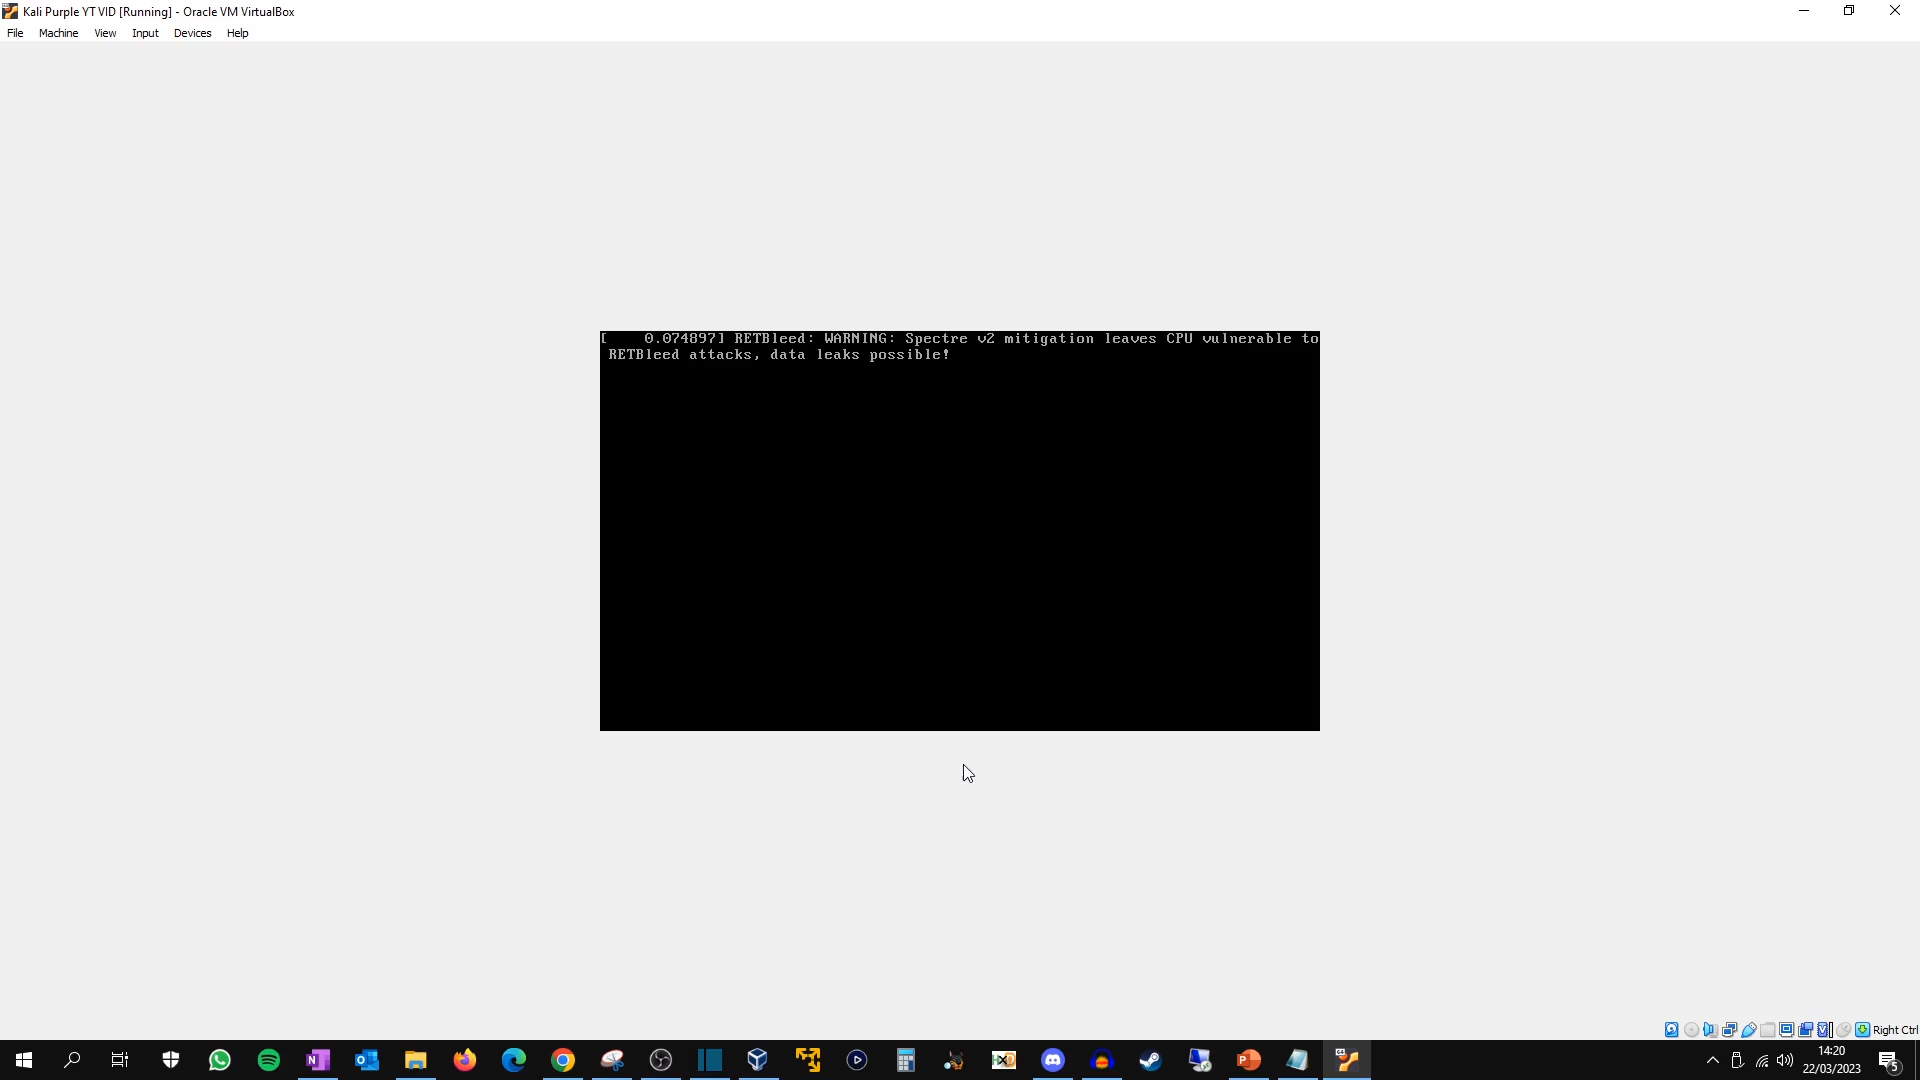 Kali Purple YT VID [Running] - Oracle VM VirtualBox
File Machine View Input Devices Help
[    0.074897] RETBleed: WARNING: Spectre v2 mitigation leaves CPU vulnerable to
RETBleed attacks, data leaks possible!
Right Ctrl
14:20
22/03/2023
5